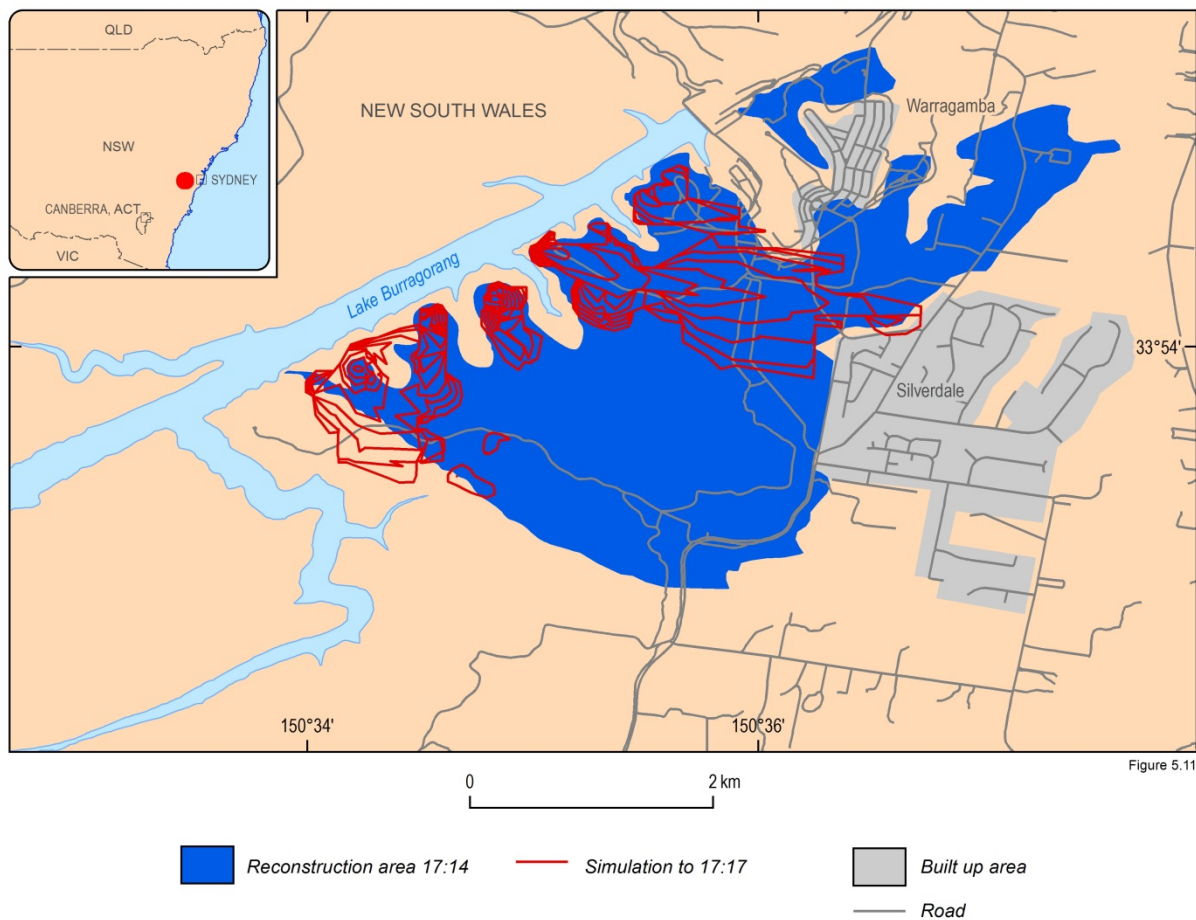 QLD
NSW
SYDNEY
CANBERRA, ACT
VIC
NEW SOUTH WALES
Warragamba
Lake Burragorang
33°54'
Silverdale
150°34'
150°36'
Figure 5.11
0
2 km
Reconstruction area 17:14
Simulation to 17:17
Built up area
Road